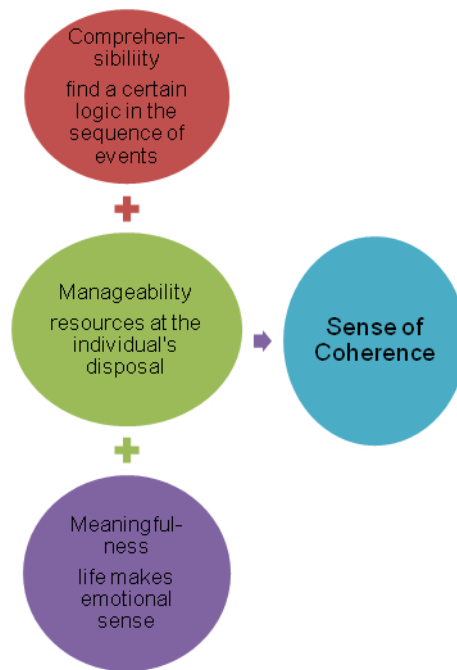 Comprehen-
sibiliity
find a certain
logic in the
sequence of
events
Manageability
resources at the
individual's
disposal
Sense of
Coherence
Meaningful-
ness
life makes
emotional
sense